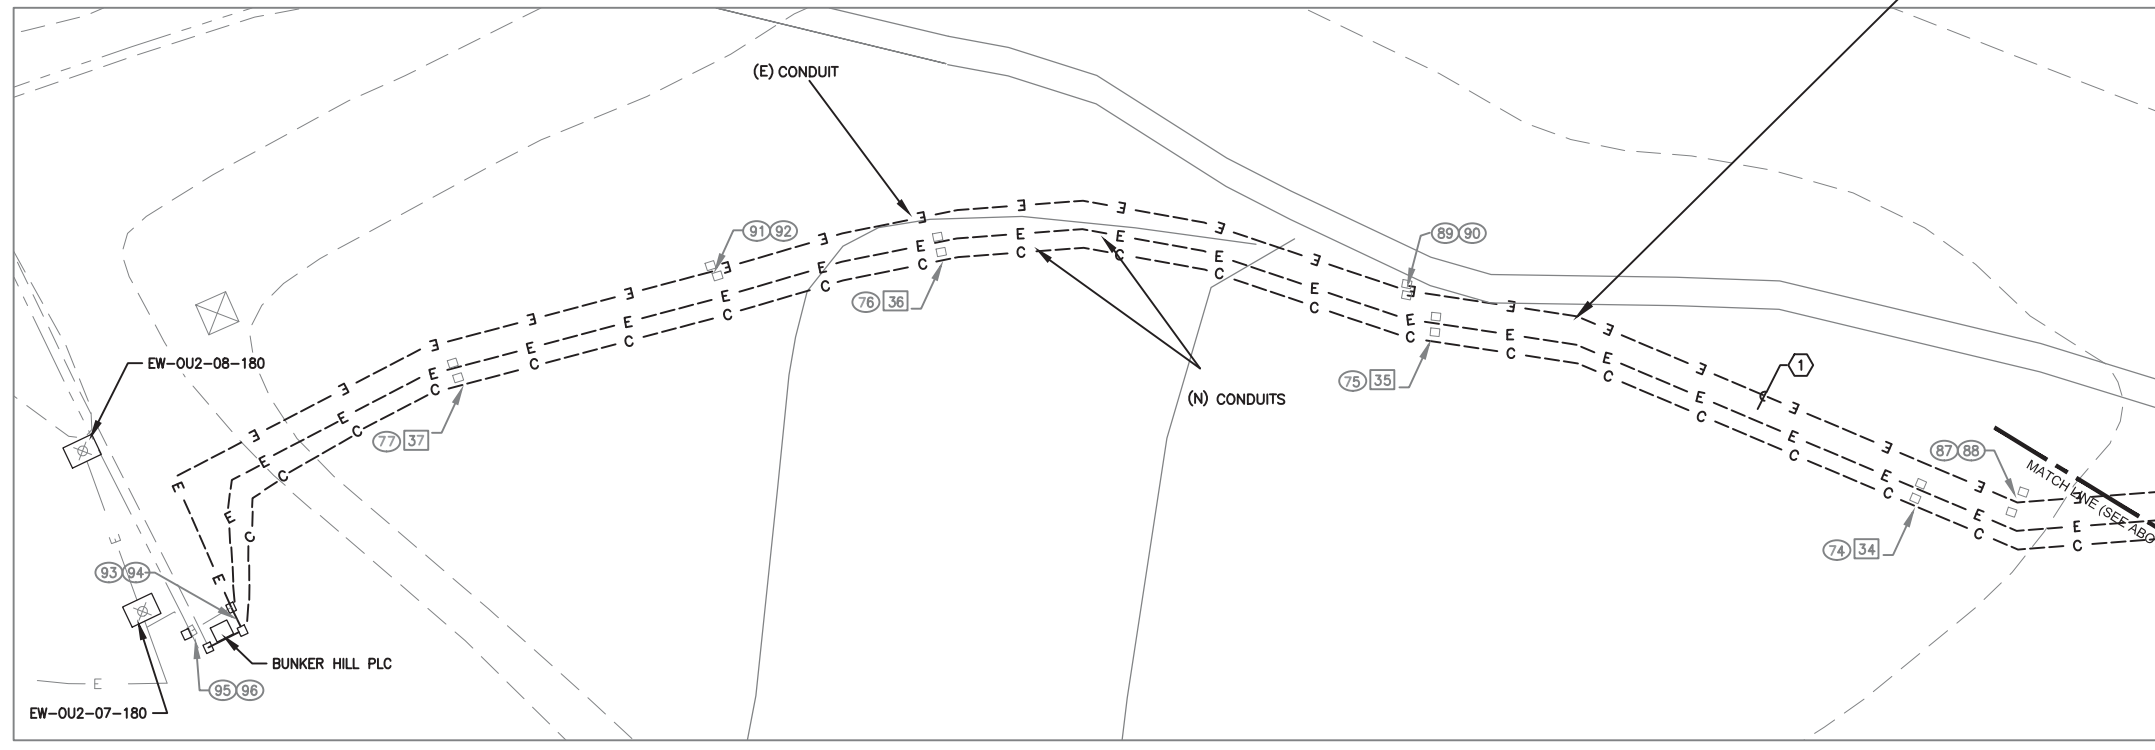 (E) CONDUIT
91 92
89 90
76 36
EW-OU2-08-180
1
75 35
(N) CONDUITS
77 37
87 88
MATCH LINE (SEE ABO
74 34
93 94
BUNKER HILL PLC
95 96
EW-OU2-07-180
E E E E E E E E E E E E E E E E E E
E E E E E E E E E E E E E E E E E
C C C C C C C C C C C C C C C C C
E
E